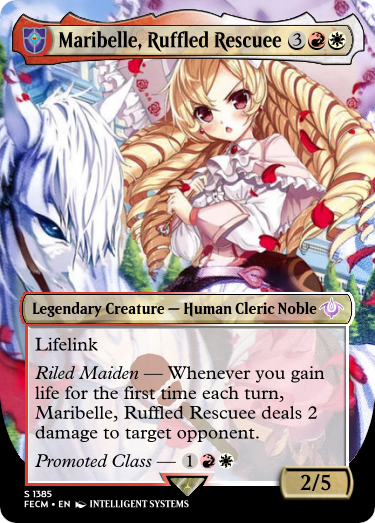 Maribelle, Ruffled Rescuee 3
Legendary Creature — Human Cleric Noble
Lifelink
Riled Maiden — Whenever you gain
life for the first time each turn,
Maribelle, Ruffled Rescuee deals 2
damage to target opponent.
Promoted Class — 1
2/5
S 1385
FECM • EN INTELLIGENT SYSTEMS